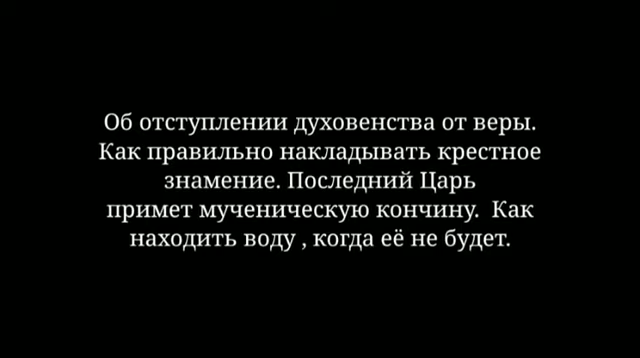 Об отступлении духовенства от веры.
Как правильно накладывать крестное
знамение. Последний Царь
примет мученическую кончину.  Как
находить воду , когда её не будет.